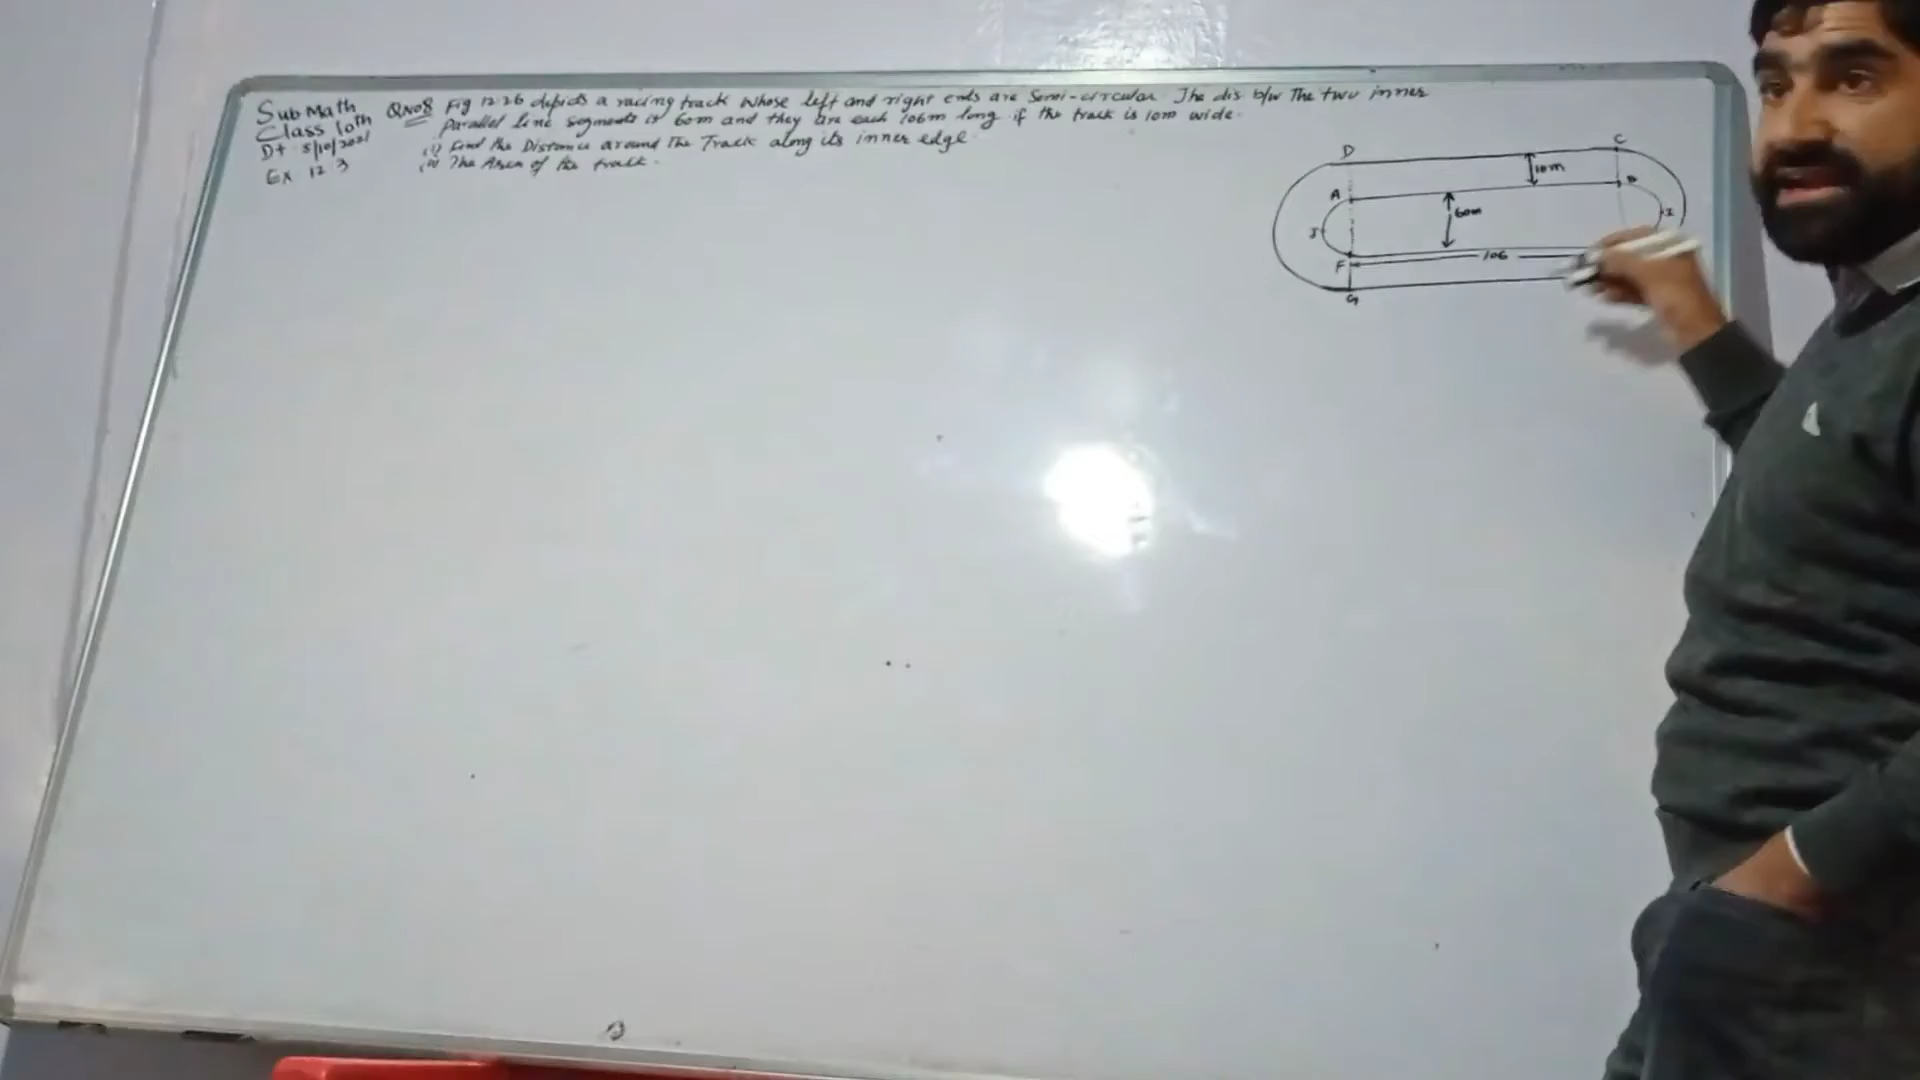 Sub Math
Class 10th
Dt 5/10/2021
Ex 12.3
QNo8 Fig 12.26 depicts a racing track whose left and right ends are Semi-circular. The dis b/w The two inner
Parallel line segments is 60m and they are each 106m long if the track is 10m wide.
(i) Find the Distance around The Track along its inner edge
(ii) The Area of the track.
D
C
10m
A
B
60m
J
I
106
F
G